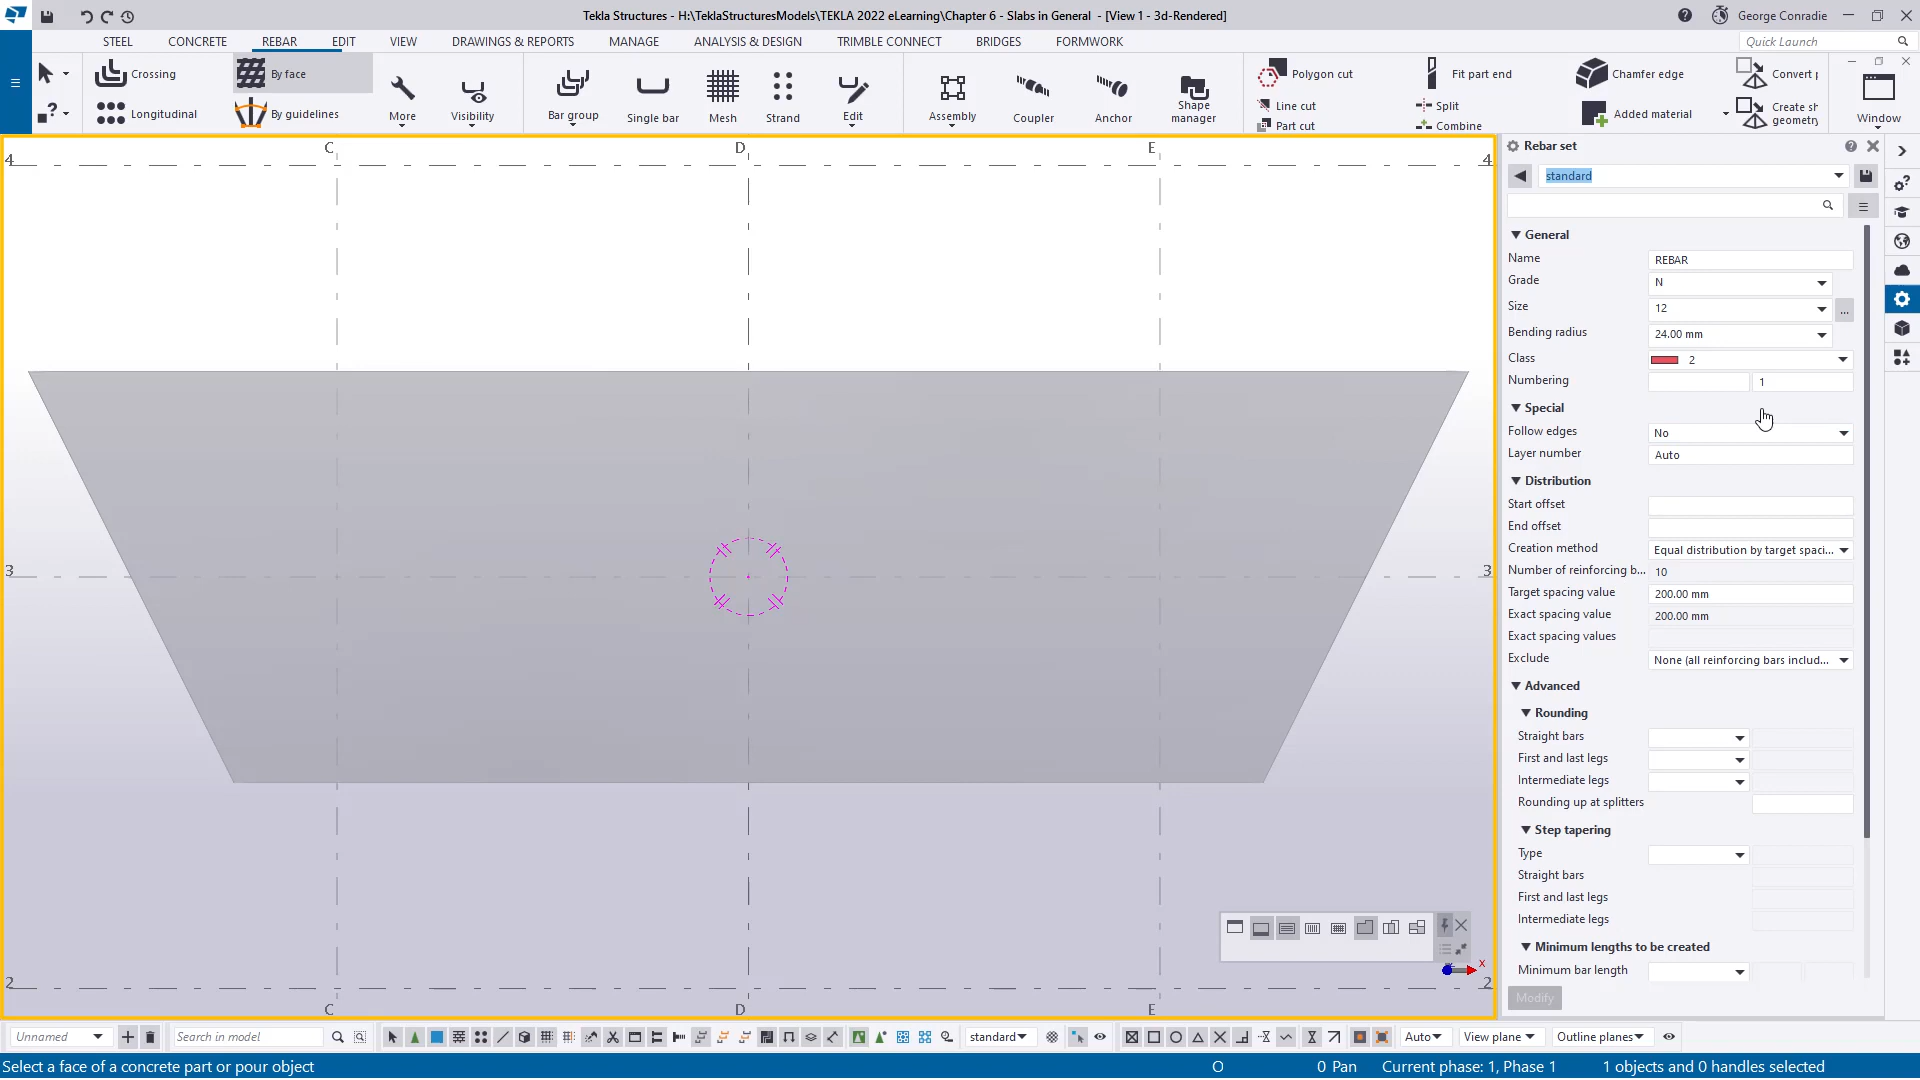 Tekla Structures - H:\TeklaStructuresModels\TEKLA 2022 eLearning\Chapter 6 - Slabs in General - [View 1 - 3d-Rendered]
George Conradie
STEEL CONCRETE REBAR EDIT VIEW DRAWINGS & REPORTS MANAGE ANALYSIS & DESIGN TRIMBLE CONNECT BRIDGES FORMWORK
Quick Launch
Crossing
By face
Longitudinal
By guidelines
More
Visibility
Bar group
Single bar
Mesh
Strand
Edit
Assembly
Coupler
Anchor
Shape
manager
Polygon cut
Line cut
Part cut
Fit part end
Split
Combine
Chamfer edge
Added material
Convert
Create sh
geometry
Window
C D E
4 4
3 3
2 2
C D E
x
Rebar set
standard
General
Name REBAR
Grade N
Size 12 ...
Bending radius 24.00 mm
Class 2
Numbering 1
Special
Follow edges No
Layer number Auto
Distribution
Start offset
End offset
Creation method Equal distribution by target spaci...
Number of reinforcing b... 10
Target spacing value 200.00 mm
Exact spacing value 200.00 mm
Exact spacing values
Exclude None (all reinforcing bars includ...
Advanced
Rounding
Straight bars
First and last legs
Intermediate legs
Rounding up at splitters
Step tapering
Type
Straight bars
First and last legs
Intermediate legs
Minimum lengths to be created
Minimum bar length
Modify
Unnamed
Search in model
standard
Auto
View plane
Outline planes
Select a face of a concrete part or pour object
O
0 Pan
Current phase: 1, Phase 1
1 objects and 0 handles selected